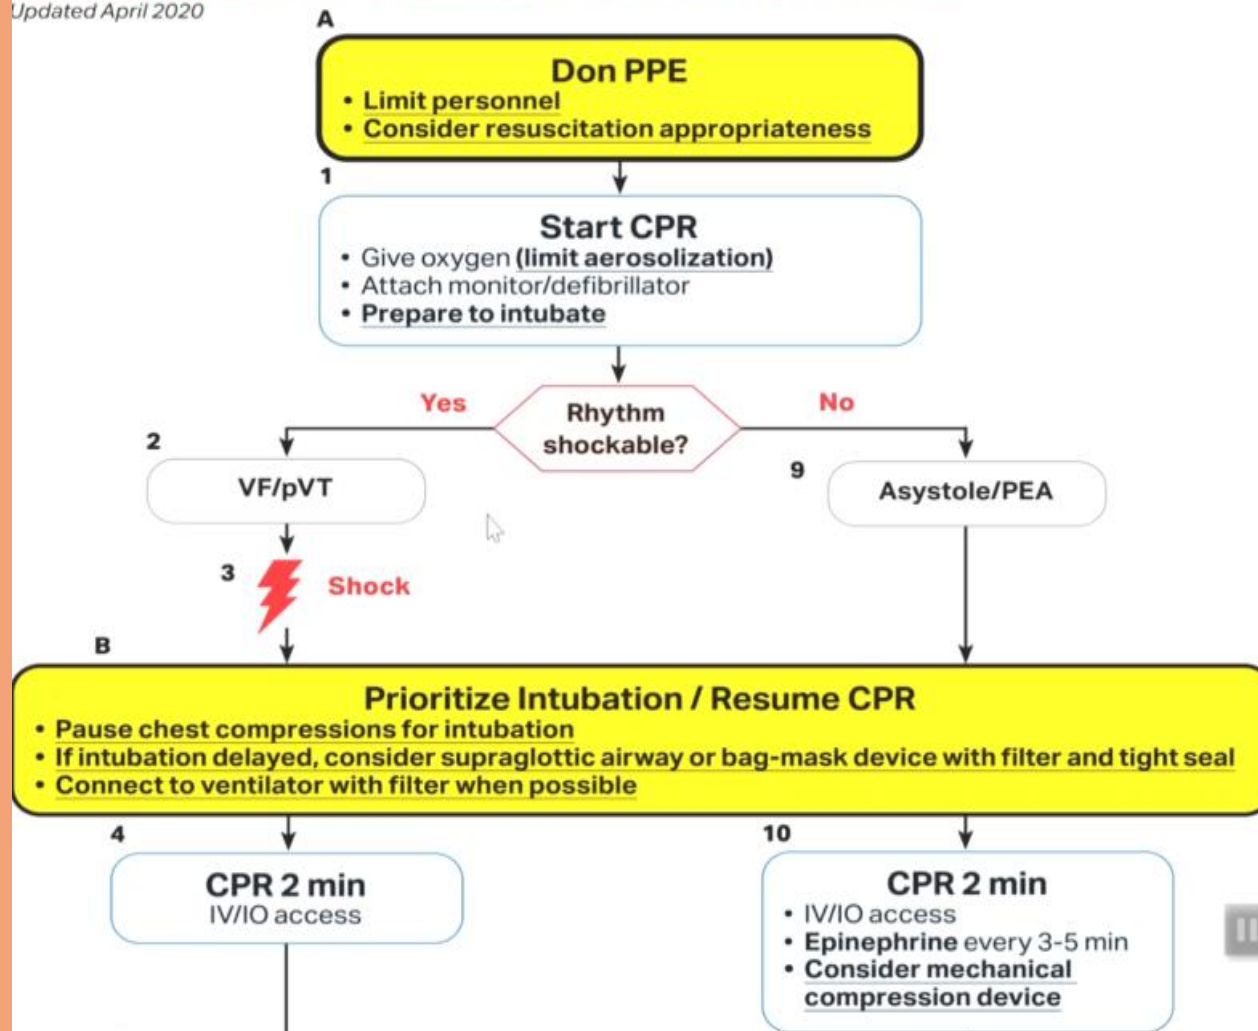 Updated April 2020
A
Don PPE
• Limit personnel
• Consider resuscitation appropriateness
1
Start CPR
• Give oxygen (limit aerosolization)
• Attach monitor/defibrillator
• Prepare to intubate
Rhythm
shockable?
Yes
No
2
VF/pVT
9
Asystole/PEA
3
Shock
B
Prioritize Intubation / Resume CPR
• Pause chest compressions for intubation
• If intubation delayed, consider supraglottic airway or bag-mask device with filter and tight seal
• Connect to ventilator with filter when possible
4
CPR 2 min
IV/IO access
10
CPR 2 min
• IV/IO access
• Epinephrine every 3-5 min
• Consider mechanical
compression device